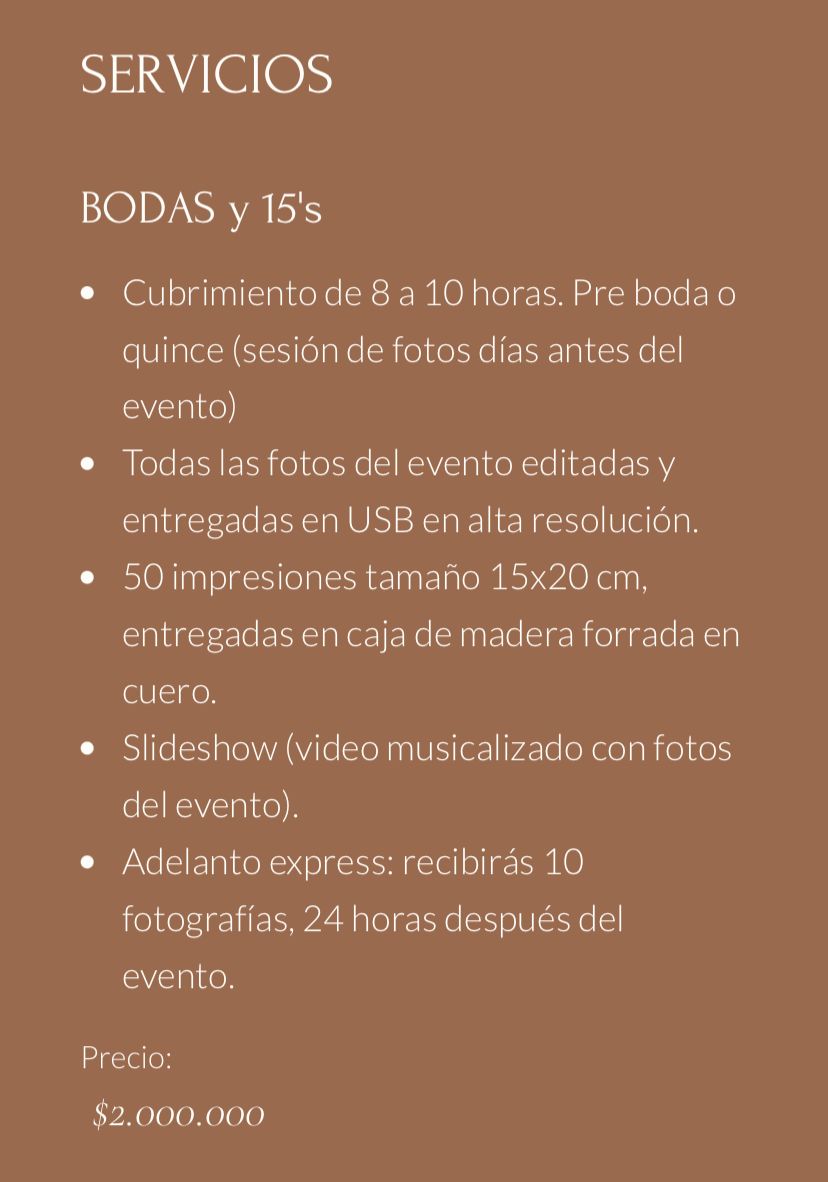 SERVICIOS
BODAS y 15's
• Cubrimiento de 8 a 10 horas. Pre boda o
quince (sesión de fotos días antes del
evento)
• Todas las fotos del evento editadas y
entregadas en USB en alta resolución.
• 50 impresiones tamaño 15x20 cm,
entregadas en caja de madera forrada en
cuero.
• Slideshow (video musicalizado con fotos
del evento).
• Adelanto express: recibirás 10
fotografías, 24 horas después del
evento.
Precio:
$2.000.000